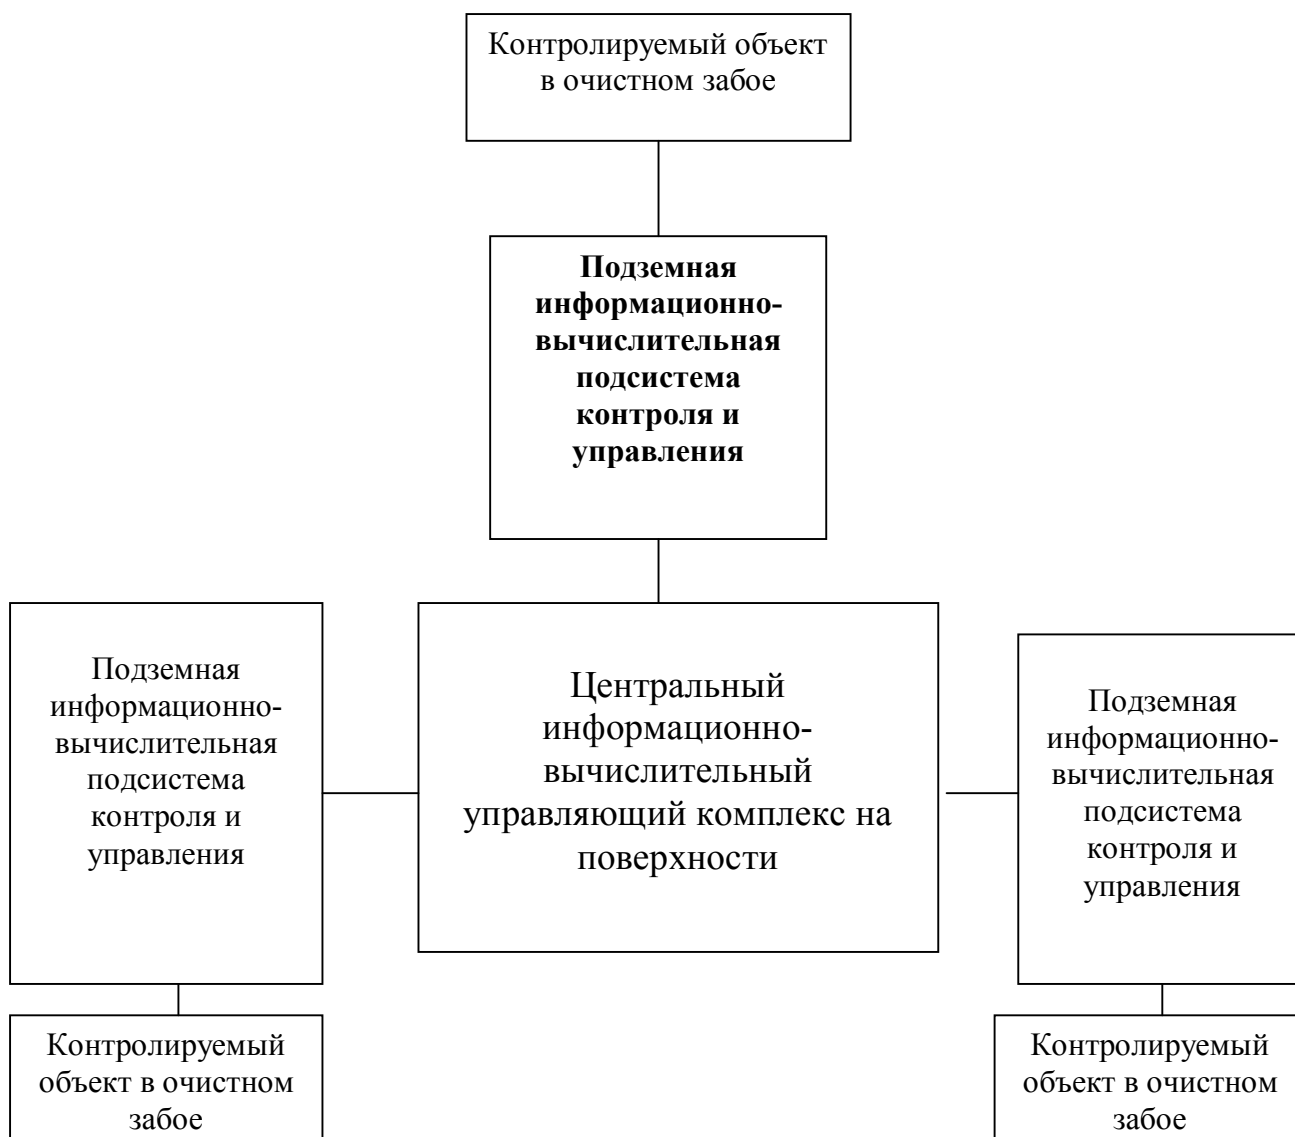 Контролируемый объект
в очистном забое
Подземная
информационно-
вычислительная
подсистема
контроля и
управления
Подземная
информационно-
вычислительная
подсистема
контроля и
управления
Центральный
информационно-
вычислительный
управляющий комплекс на
поверхности
Подземная
информационно-
вычислительная
подсистема
контроля и
управления
Контролируемый
объект в очистном
забое
Контролируемый
объект в очистном
забое